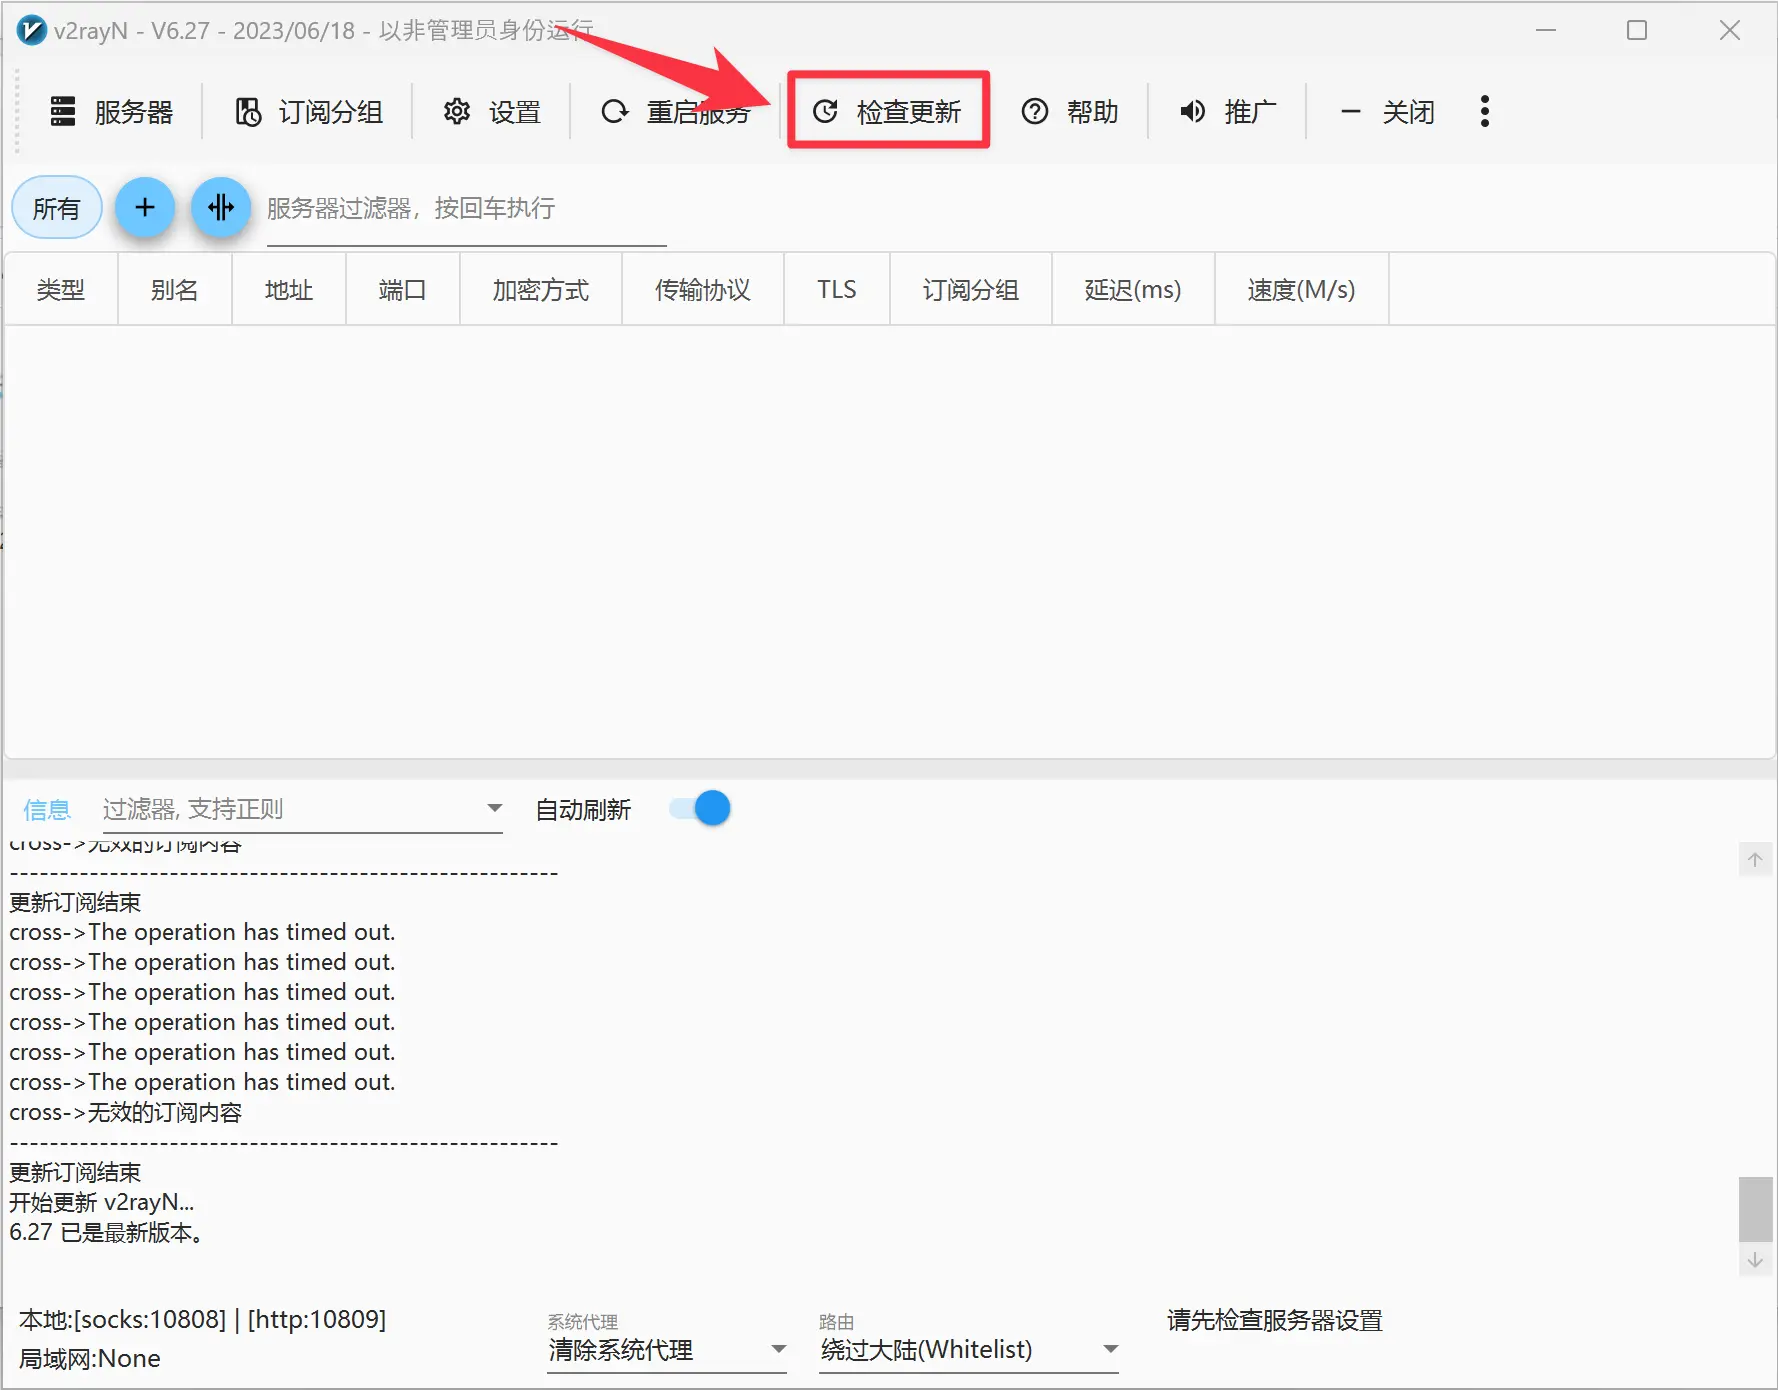 v2rayN - V6.27 - 2023/06/18 - 以非管理员身份运行
服务器 订阅分组 设置 重启服务 检查更新 帮助 推广 关闭
所有 服务器过滤器，按回车执行
类型 别名 地址 端口 加密方式 传输协议 TLS 订阅分组 延迟(ms) 速度(M/s)
信息 过滤器, 支持正则 自动刷新
cross->无效的订阅内容
-------------------------------------------------------
更新订阅结束
cross->The operation has timed out.
cross->The operation has timed out.
cross->The operation has timed out.
cross->The operation has timed out.
cross->The operation has timed out.
cross->The operation has timed out.
cross->无效的订阅内容
-------------------------------------------------------
更新订阅结束
开始更新 v2rayN...
6.27 已是最新版本。
本地:[socks:10808] | [http:10809]
局域网:None
系统代理
清除系统代理
路由
绕过大陆(Whitelist)
请先检查服务器设置